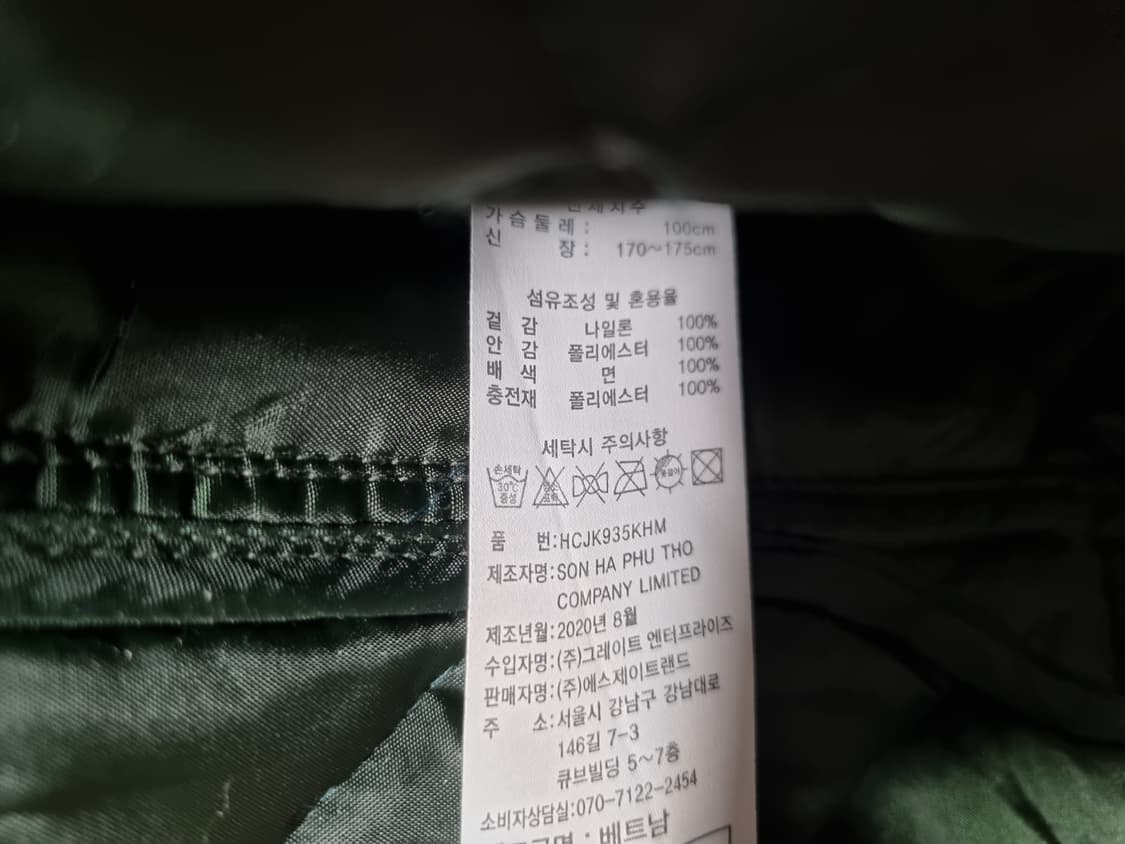 가슴둘레 : 100cm
신 장 : 170～175cm
섬유조성 및 혼용율
겉 감 나일론 100%
안 감 폴리에스터 100%
배 색 면 100%
충전재 폴리에스터 100%
세탁시 주의사항
손세탁
30℃
중성
품 번:HCJK935KHM
제조자명:SON HA PHU THO
COMPANY LIMITED
제조년월:2020년 8월
수입자명:(주)그레이트 엔터프라이즈
판매자명:(주)에스제이트랜드
주 소:서울시 강남구 강남대로
146길 7-3
큐브빌딩 5～7층
소비자상담실:070-7122-2454
: 베트남